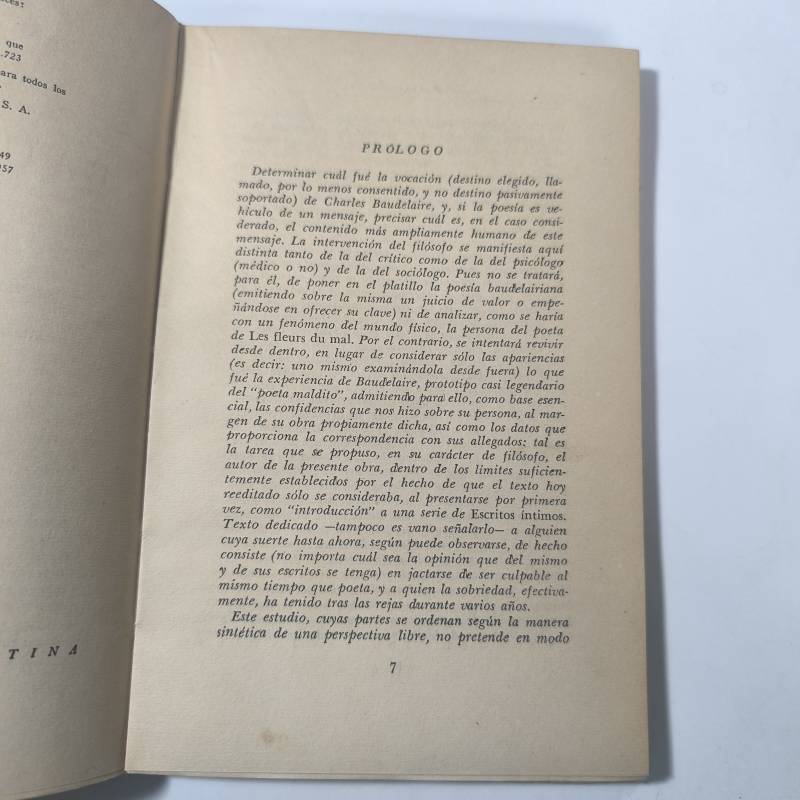 que
.723
ara todos los
S. A.
49
957
TINA
PRÓLOGO
Determinar cuál fué la vocación (destino elegido, lla-
mado, por lo menos consentido, y no destino pasivamente
soportado) de Charles Baudelaire, y, si la poesía es ve-
hículo de un mensaje, precisar cuál es, en el caso consi-
derado, el contenido más ampliamente humano de este
mensaje. La intervención del filósofo se manifiesta aquí
distinta tanto de la del crítico como de la del psicólogo
(médico o no) y de la del sociólogo. Pues no se tratará,
para él, de poner en el platillo la poesía baudelairiana
(emitiendo sobre la misma un juicio de valor o empe-
ñándose en ofrecer su clave) ni de analizar, como se haría
con un fenómeno del mundo físico, la persona del poeta
de Les fleurs du mal. Por el contrario, se intentará revivir
desde dentro, en lugar de considerar sólo las apariencias
(es decir: uno mismo examinándola desde fuera) lo que
fué la experiencia de Baudelaire, prototipo casi legendario
del "poeta maldito", admitiendo para ello, como base esen-
cial, las confidencias que nos hizo sobre su persona, al mar-
gen de su obra propiamente dicha, así como los datos que
proporciona la correspondencia con sus allegados: tal es
la tarea que se propuso, en su carácter de filósofo, el
autor de la presente obra, dentro de los límites suficien-
temente establecidos por el hecho de que el texto hoy
reeditado sólo se consideraba, al presentarse por primera
vez, como "introducción" a una serie de Escritos íntimos.
Texto dedicado —tampoco es vano señalarlo— a alguien
cuya suerte hasta ahora, según puede observarse, de hecho
consiste (no importa cuál sea la opinión que del mismo
y de sus escritos se tenga) en jactarse de ser culpable al
mismo tiempo que poeta, y a quien la sobriedad, efectiva-
mente, ha tenido tras las rejas durante varios años.
Este estudio, cuyas partes se ordenan según la manera
sintética de una perspectiva libre, no pretende en modo
7